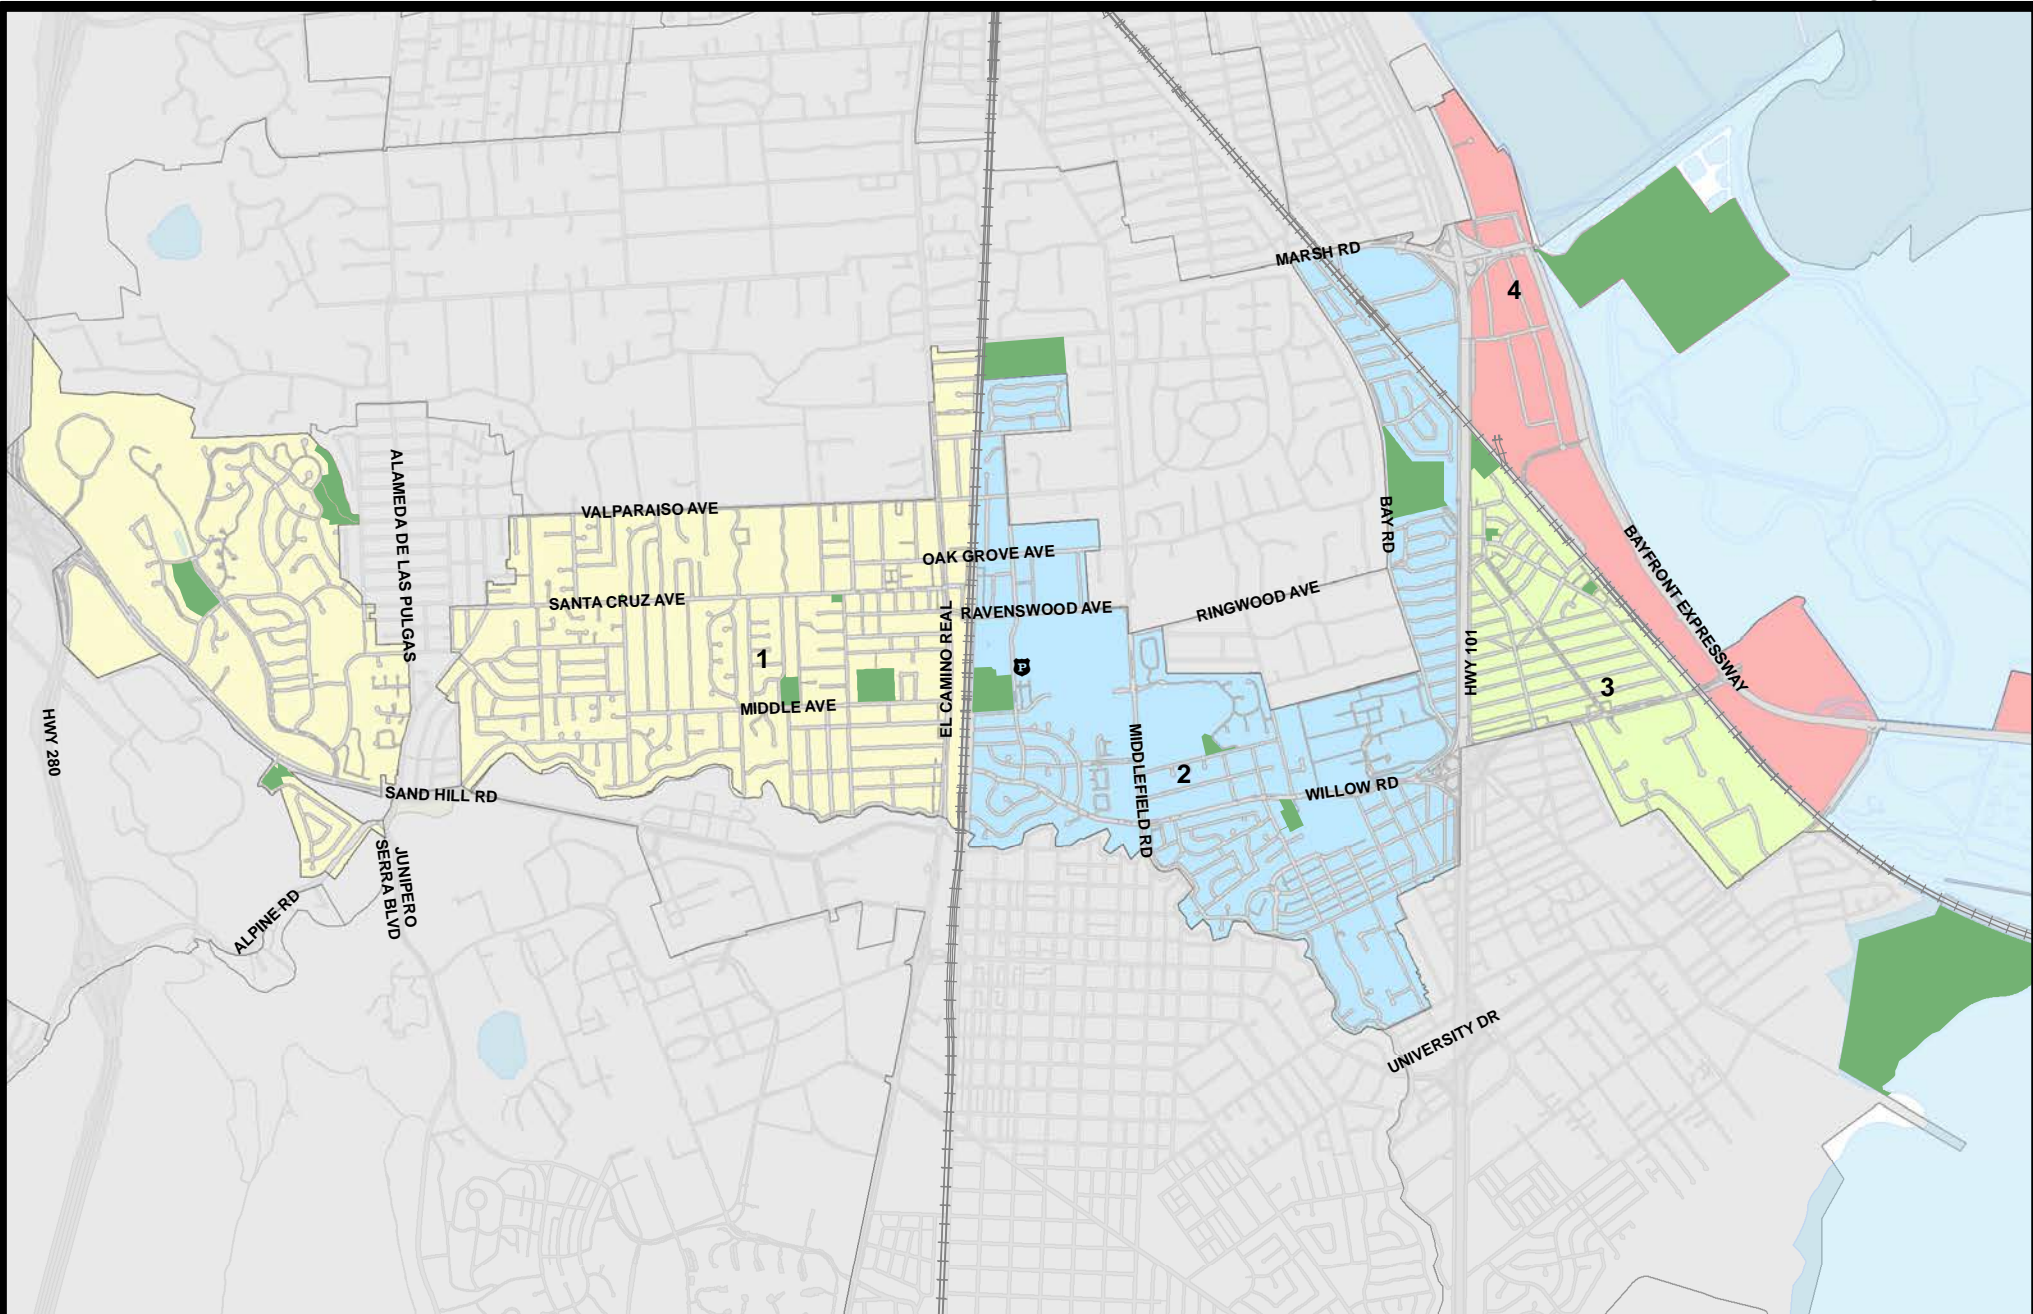 MARSH RD
4
ALAMEDA DE LAS PULGAS
VALPARAISO AVE
BAY RD
OAK GROVE AVE
BAYFRONT EXPRESSWAY
SANTA CRUZ AVE
RAVENSWOOD AVE
RINGWOOD AVE
EL CAMINO REAL
1
P
HWY 101
3
MIDDLE AVE
HWY 280
MIDDLEFIELD RD
2
WILLOW RD
SAND HILL RD
JUNIPERO
SERRA BLVD
ALPINE RD
UNIVERSITY DR